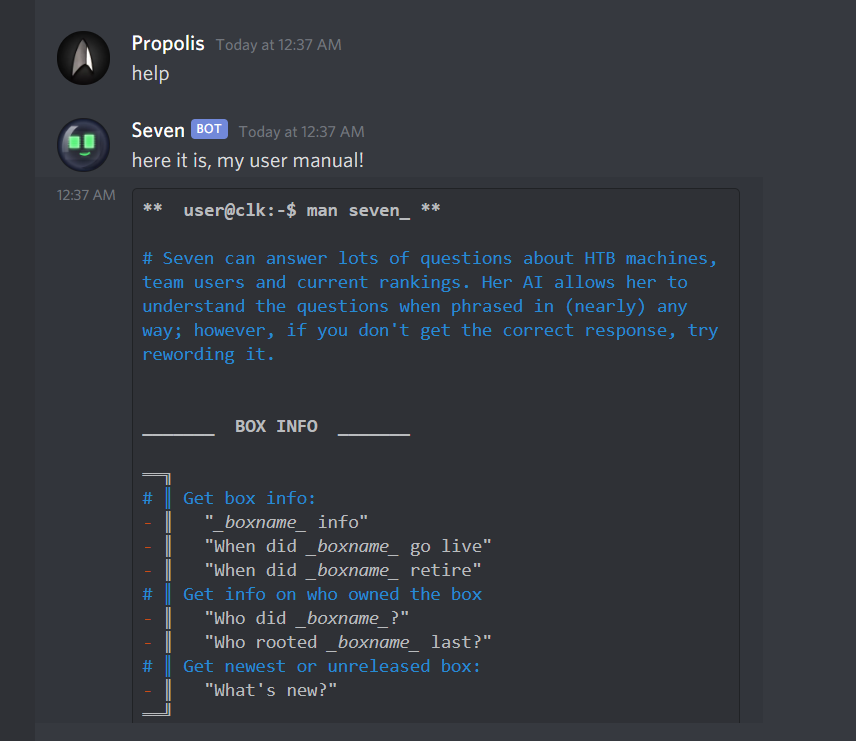 Propolis Today at 12:37 AM
help
Seven BOT Today at 12:37 AM
here it is, my user manual!
12:37 AM
**  user@clk:-$ man seven_ **
# Seven can answer lots of questions about HTB machines,
team users and current rankings. Her AI allows her to
understand the questions when phrased in (nearly) any
way; however, if you don't get the correct response, try
rewording it.
_______  BOX INFO  _______
══╗
# ║ Get box info:
- ║   "_boxname_ info"
- ║   "When did _boxname_ go live"
- ║   "When did _boxname_ retire"
# ║ Get info on who owned the box
- ║   "Who did _boxname_?"
- ║   "Who rooted _boxname_ last?"
# ║ Get newest or unreleased box:
- ║   "What's new?"
══╝